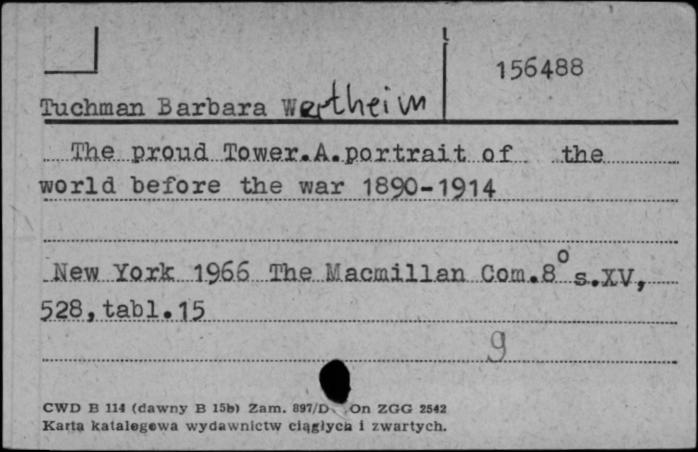 156488
Tuchman Barbara Wertheim
The proud Tower.A.portrait of the
world before the war 1890-1914
New York 1966 The Macmillan Com.8° s.XV,
528,tabl.15
9
CWD B 114 (dawny B 15b) Zam. 897/D On ZGG 2542
Karta katalogowa wydawnictw ciągłych i zwartych.